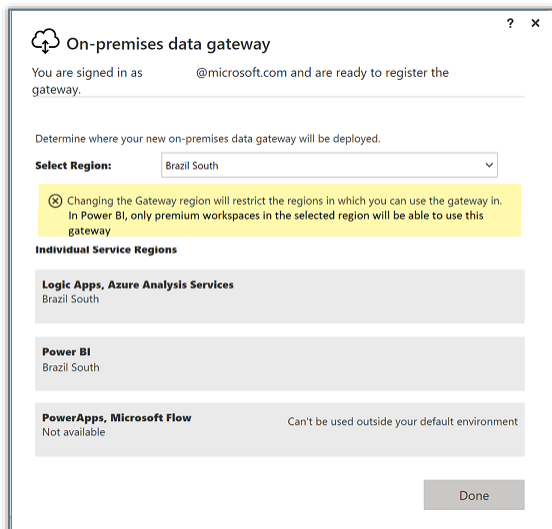 ? ×
On-premises data gateway
You are signed in as @microsoft.com and are ready to register the
gateway.
Determine where your new on-premises data gateway will be deployed.
Select Region: Brazil South
Changing the Gateway region will restrict the regions in which you can use the gateway in.
In Power BI, only premium workspaces in the selected region will be able to use this
gateway
Individual Service Regions
Logic Apps, Azure Analysis Services
Brazil South
Power BI
Brazil South
PowerApps, Microsoft Flow
Not available Can't be used outside your default environment
Done